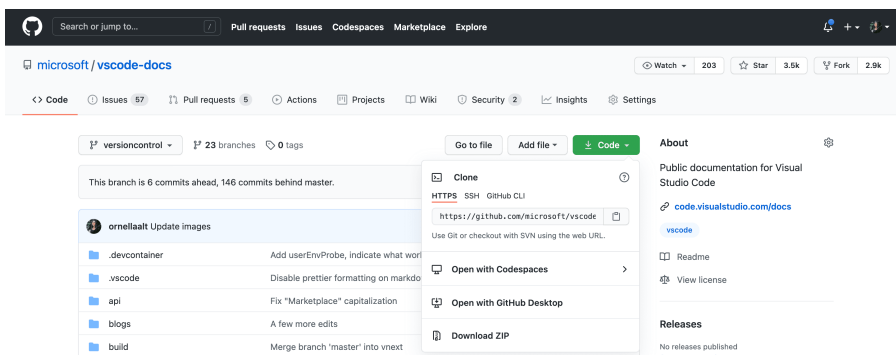 Search or jump to... /
Pull requests Issues Codespaces Marketplace Explore
microsoft / vscode-docs
Watch 203 Star 3.5k Fork 2.9k
<> Code Issues 57 Pull requests 5 Actions Projects Wiki Security 2 Insights Settings
versioncontrol 23 branches 0 tags Go to file Add file Code
This branch is 6 commits ahead, 146 commits behind master.
ornellaalt Update images
.devcontainer Add userEnvProbe, indicate what wor
.vscode Disable prettier formatting on markdo
api Fix "Marketplace" capitalization
blogs A few more edits
build Merge branch 'master' into vnext
Clone
HTTPS SSH GitHub CLI
https://github.com/microsoft/vscode
Use Git or checkout with SVN using the web URL.
Open with Codespaces
Open with GitHub Desktop
Download ZIP
About
Public documentation for Visual
Studio Code
code.visualstudio.com/docs
vscode
Readme
View license
Releases
No releases published